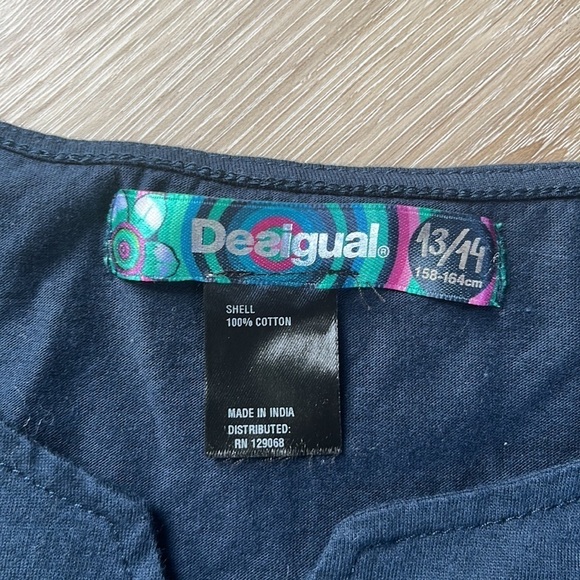 Desigual®
13/14
158-164cm
SHELL
100% COTTON
MADE IN INDIA
DISTRIBUTED:
RN 129068